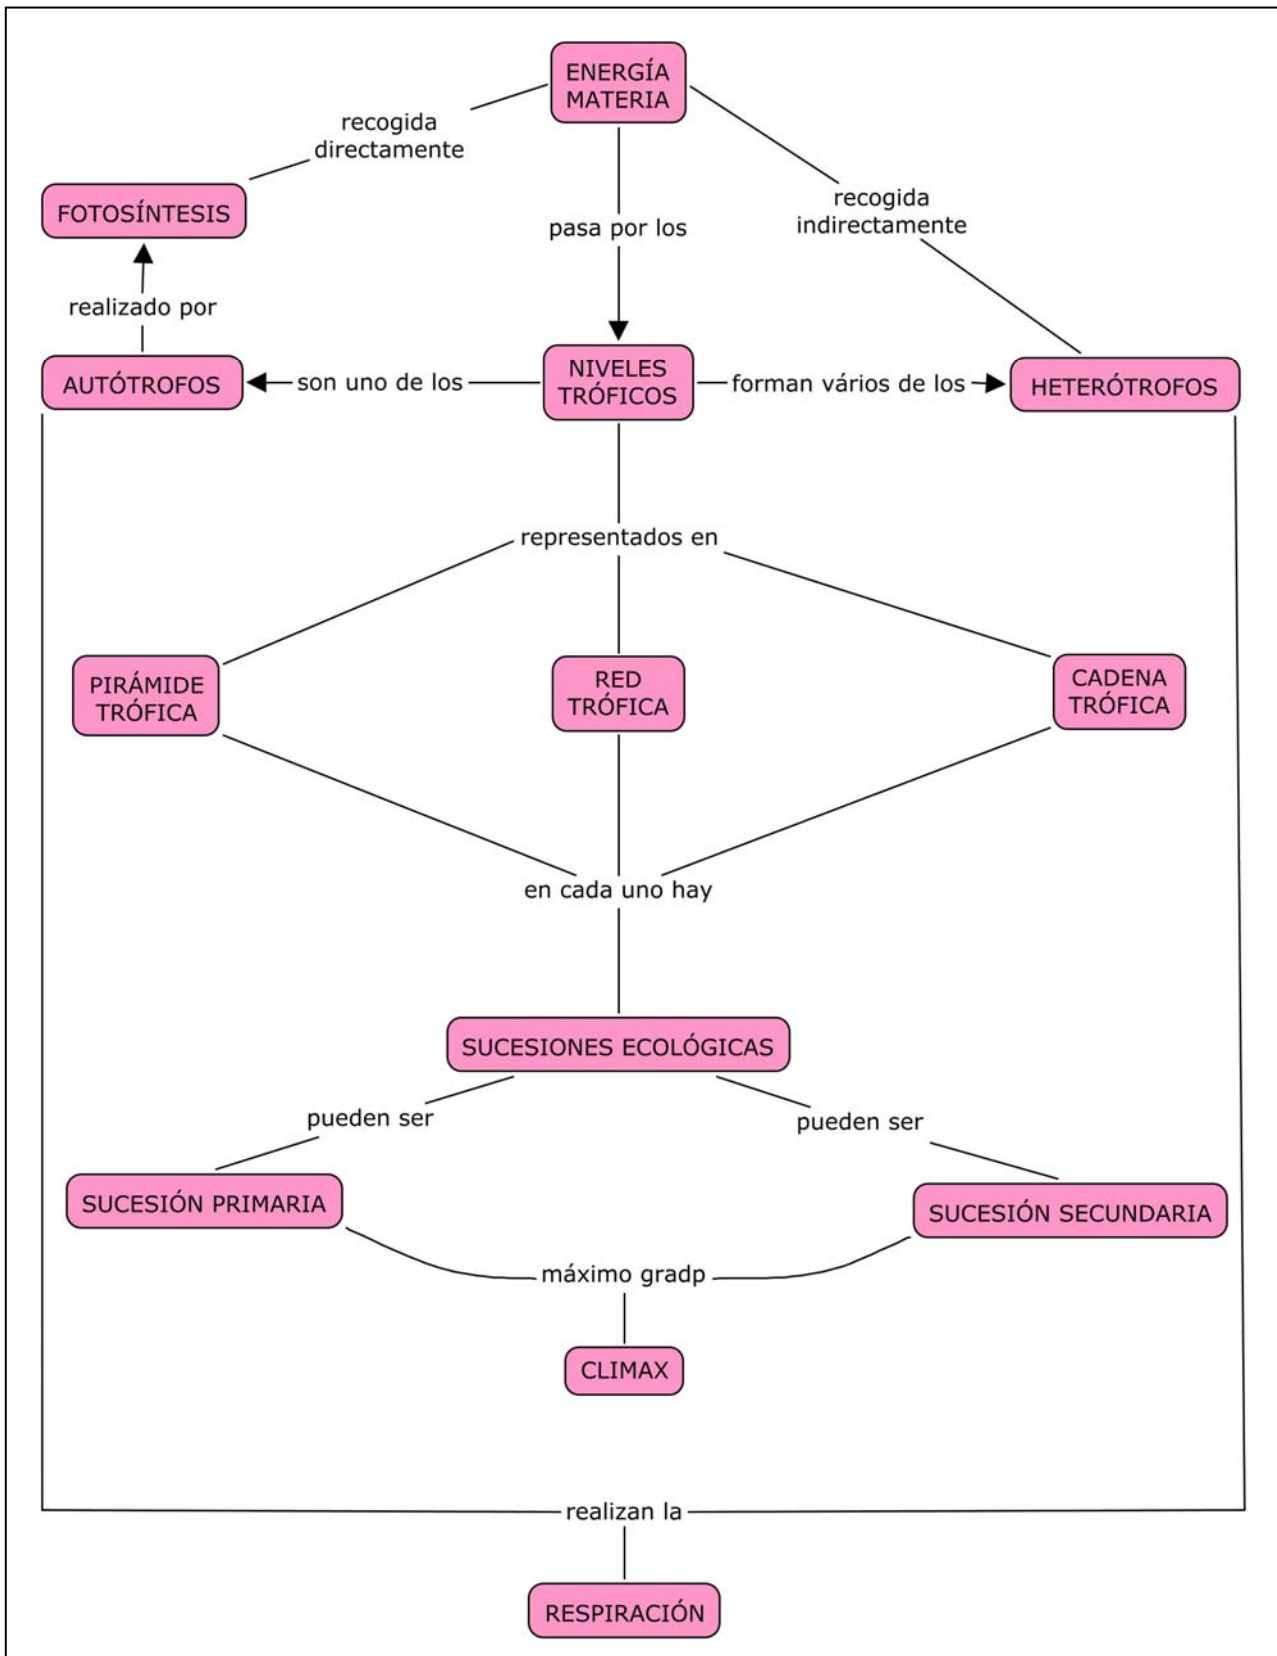 ENERGÍA
MATERIA
recogida
directamente
recogida
indirectamente
FOTOSÍNTESIS
pasa por los
realizado por
AUTÓTROFOS
son uno de los
NIVELES
TRÓFICOS
forman vários de los
HETERÓTROFOS
representados en
PIRÁMIDE
TRÓFICA
RED
TRÓFICA
CADENA
TRÓFICA
en cada uno hay
SUCESIONES ECOLÓGICAS
pueden ser
pueden ser
SUCESIÓN PRIMARIA
SUCESIÓN SECUNDARIA
máximo gradp
CLIMAX
realizan la
RESPIRACIÓN